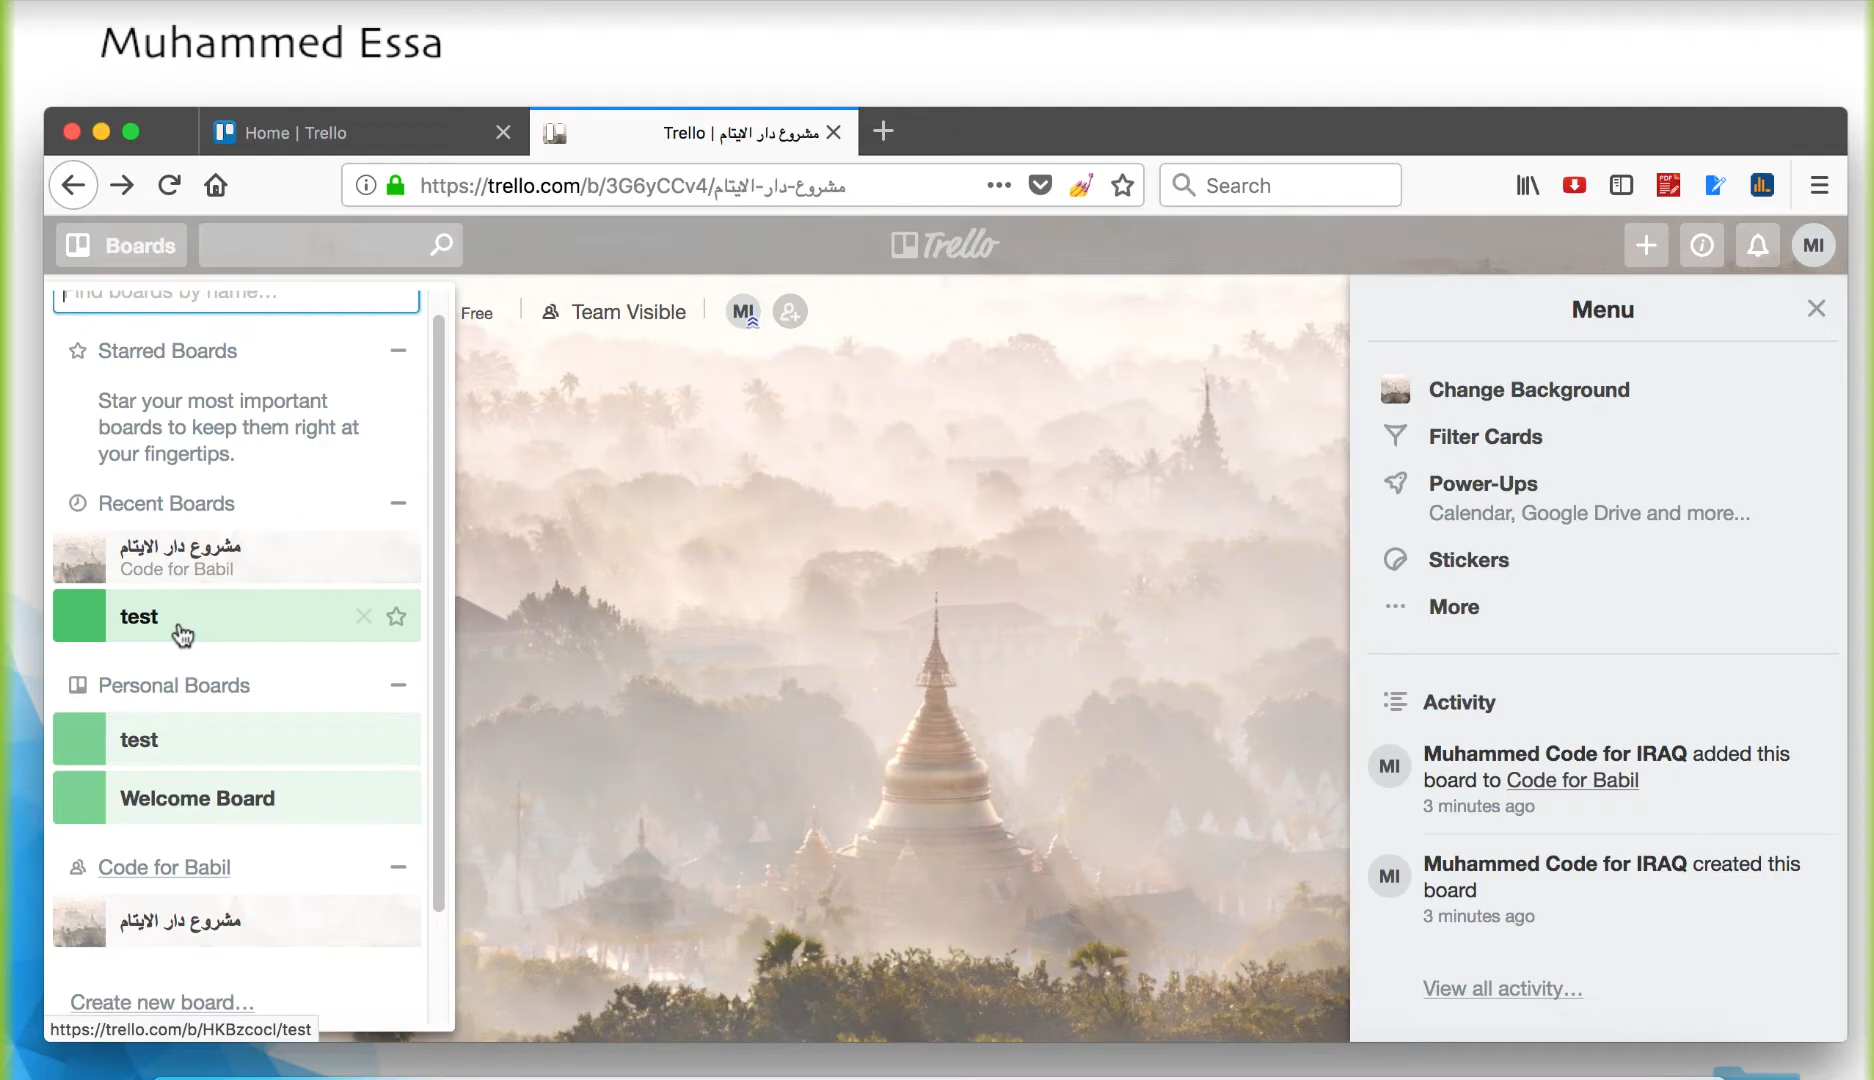 Muhammed Essa
Home | Trello
مشروع دار الايتام | Trello
https://trello.com/b/3G6yCCv4/مشروع-دار-الايتام
Search
Boards
Trello
MI
Find boards by name…
Free
Team Visible
MI
Starred Boards
Star your most important
boards to keep them right at
your fingertips.
Recent Boards
مشروع دار الايتام
Code for Babil
test
Personal Boards
test
Welcome Board
Code for Babil
مشروع دار الايتام
Create new board…
https://trello.com/b/HKBzcocl/test
Menu
Change Background
Filter Cards
Power-Ups
Calendar, Google Drive and more…
Stickers
More
Activity
MI
Muhammed Code for IRAQ added this
board to Code for Babil
3 minutes ago
MI
Muhammed Code for IRAQ created this
board
3 minutes ago
View all activity…